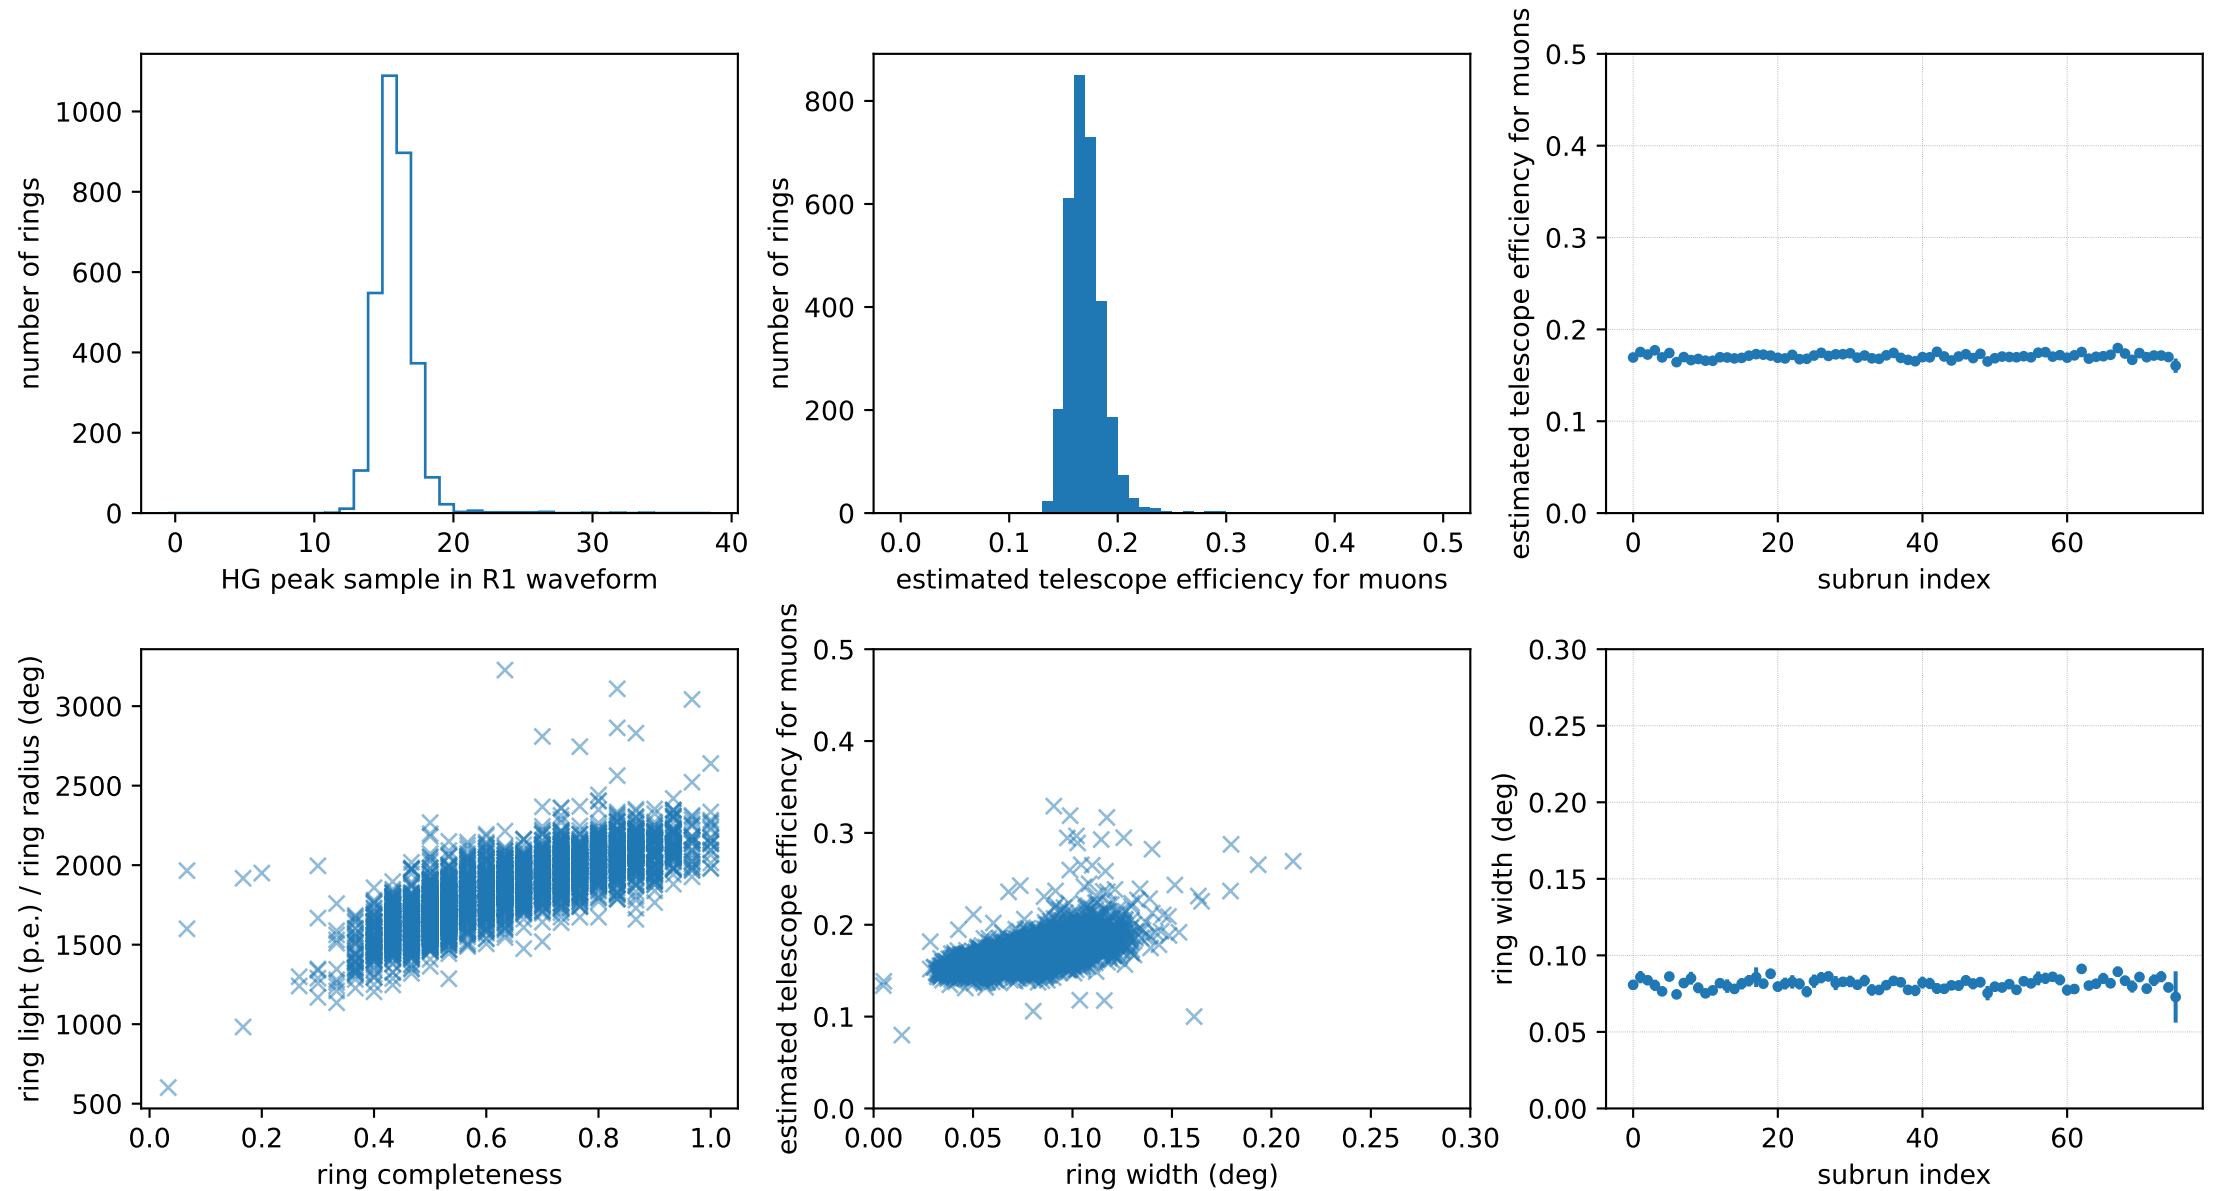 number of rings
1000
800
600
400
200
0
0 10 20 30 40
HG peak sample in R1 waveform
number of rings
800
600
400
200
0
0.0 0.1 0.2 0.3 0.4 0.5
estimated telescope efficiency for muons
estimated telescope efficiency for muons
0.5
0.4
0.3
0.2
0.1
0.0
0 20 40 60
subrun index
ring light (p.e.) / ring radius (deg)
3000
2500
2000
1500
1000
500
0.0 0.2 0.4 0.6 0.8 1.0
ring completeness
estimated telescope efficiency for muons
0.5
0.4
0.3
0.2
0.1
0.0
0.00 0.05 0.10 0.15 0.20 0.25 0.30
ring width (deg)
ring width (deg)
0.30
0.25
0.20
0.15
0.10
0.05
0.00
0 20 40 60
subrun index